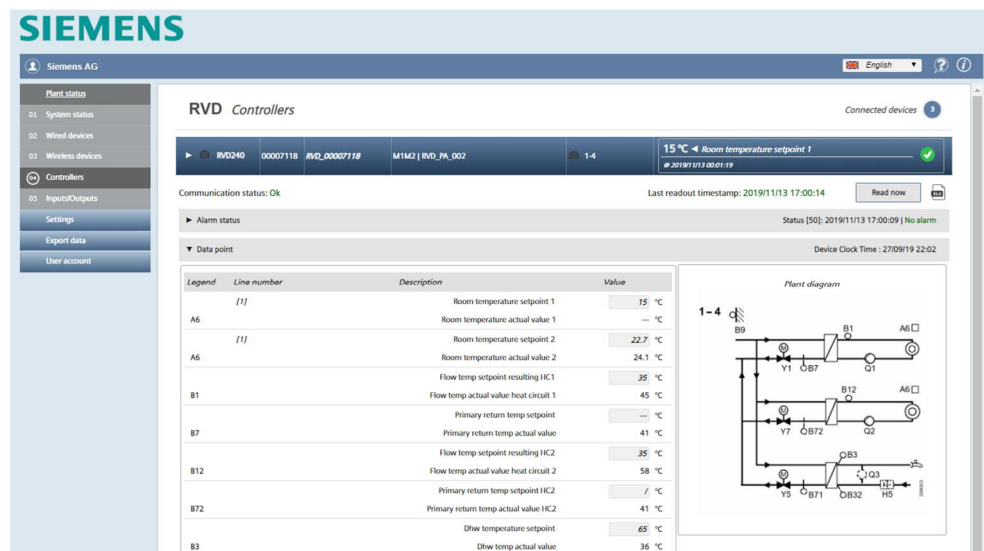 SIEMENS
Siemens AG
English
Plant status
01 System status
02 Wired devices
03 Wireless devices
04 Controllers
05 Inputs/Outputs
Settings
Export data
User account
RVD Controllers
Connected devices 3
► RVD240 00007118 RVD_00007118 M1M2 | RVD_PA_002 1-4
15 °C ◄ Room temperature setpoint 1
@ 2019/11/13 00:01:19
Communication status: Ok
Last readout timestamp: 2019/11/13 17:00:14
Read now
► Alarm status
Status [50]: 2019/11/13 17:00:09 | No alarm
▼ Data point
Device Clock Time : 27/09/19 22:02
Legend Line number Description Value
[1] Room temperature setpoint 1 15 °C
A6 Room temperature actual value 1 --- °C
[1] Room temperature setpoint 2 22.7 °C
A6 Room temperature actual value 2 24.1 °C
Flow temp setpoint resulting HC1 35 °C
B1 Flow temp actual value heat circuit 1 45 °C
Primary return temp setpoint --- °C
B7 Primary return temp actual value 41 °C
Flow temp setpoint resulting HC2 35 °C
B12 Flow temp actual value heat circuit 2 58 °C
Primary return temp setpoint HC2 / °C
B72 Primary return temp actual value HC2 41 °C
Dhw temperature setpoint 65 °C
B3 Dhw temp actual value 36 °C
Plant diagram
1–4
B9 B1 A6
M
Y1 B7 Q1
B12 A6
M
Y7 B72 Q2
B3
M Q3
Y5 B71 B32 H5